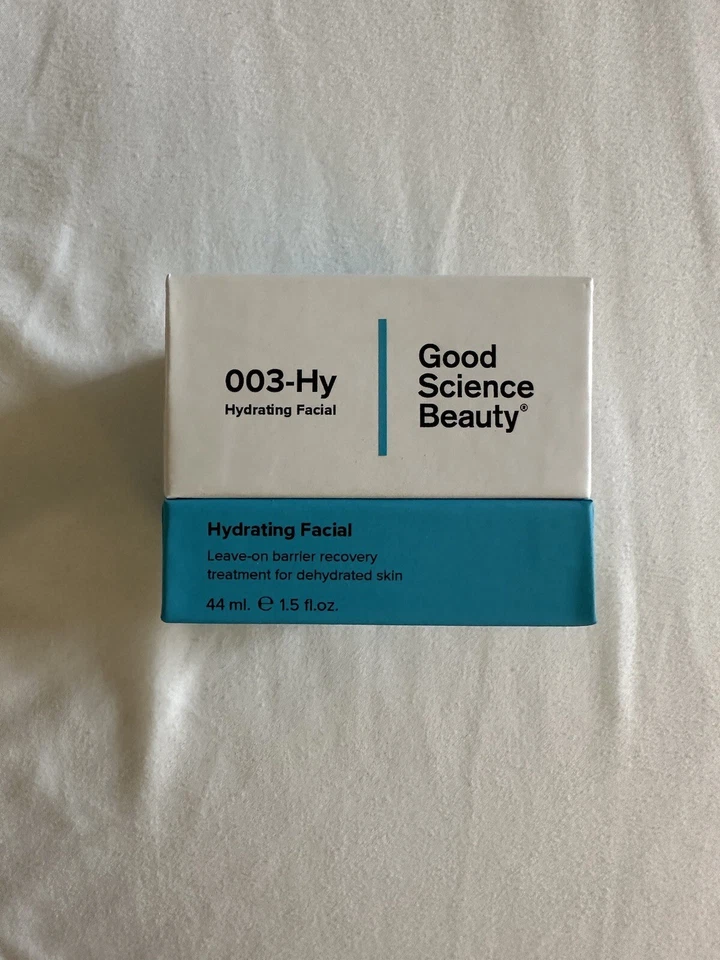 003-Hy
Hydrating Facial
Good
Science
Beauty®
Hydrating Facial
Leave-on barrier recovery
treatment for dehydrated skin
44 ml. ℮ 1.5 fl.oz.